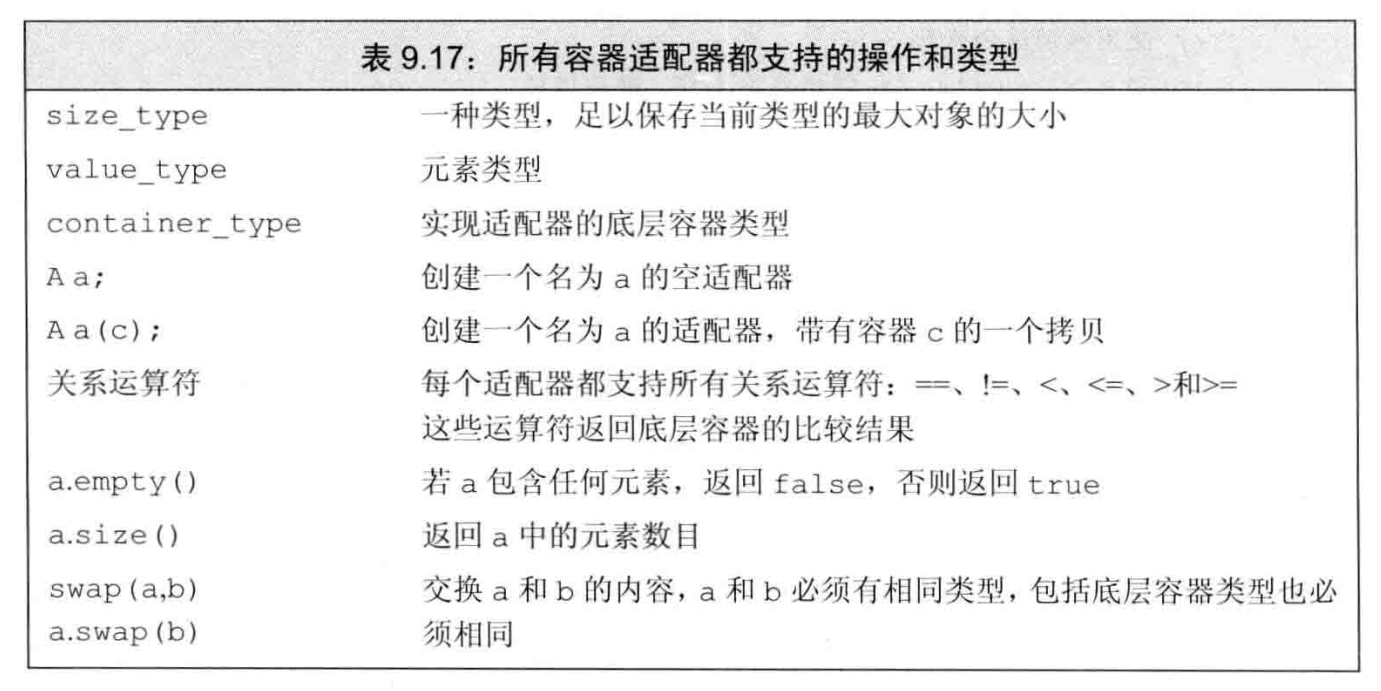 表 9.17：所有容器适配器都支持的操作和类型
size_type 一种类型，足以保存当前类型的最大对象的大小
value_type 元素类型
container_type 实现适配器的底层容器类型
A a; 创建一个名为 a 的空适配器
A a(c); 创建一个名为 a 的适配器，带有容器 c 的一个拷贝
关系运算符 每个适配器都支持所有关系运算符：==、!=、<、<=、>和>=
这些运算符返回底层容器的比较结果
a.empty() 若 a 包含任何元素，返回 false，否则返回 true
a.size() 返回 a 中的元素数目
swap(a,b) 交换 a 和 b 的内容，a 和 b 必须有相同类型，包括底层容器类型也必
a.swap(b) 须相同